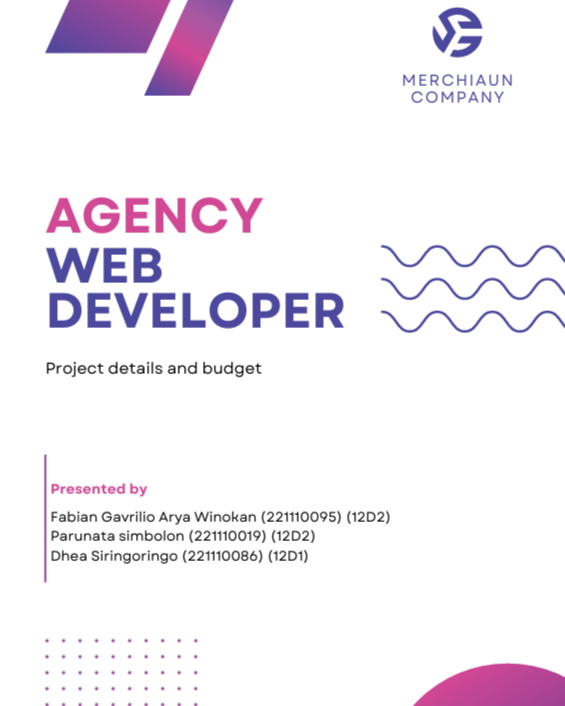 MERCHIAUN
COMPANY
AGENCY
WEB
DEVELOPER
Project details and budget
Presented by
Fabian Gavrilio Arya Winokan (221110095) (12D2)
Parunata simbolon (221110019) (12D2)
Dhea Siringoringo (221110086) (12D1)